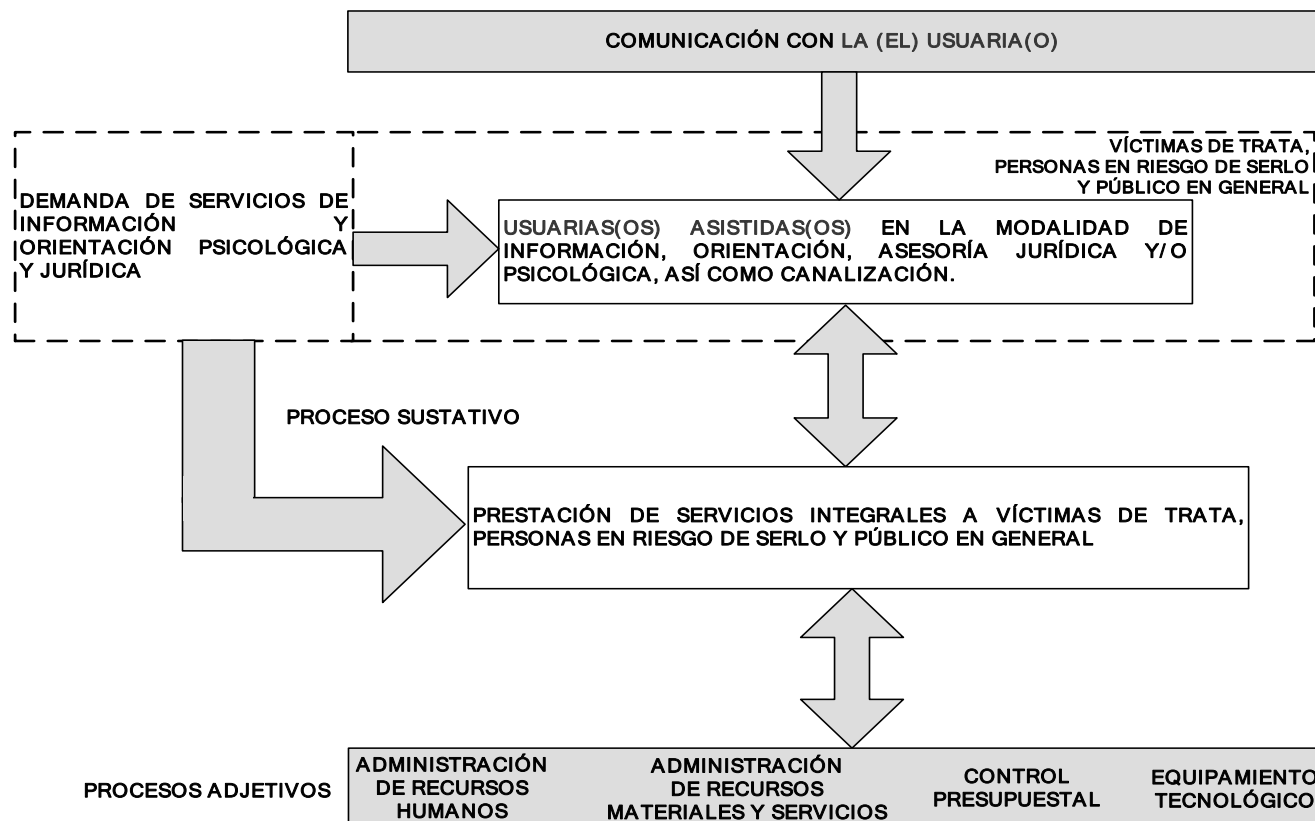 COMUNICACIÓN CON LA (EL) USUARIA(O)
VÍCTIMAS DE TRATA,
PERSONAS EN RIESGO DE SERLO
Y PÚBLICO EN GENERAL
DEMANDA DE SERVICIOS DE
INFORMACIÓN Y
ORIENTACIÓN PSICOLÓGICA
Y JURÍDICA
USUARIAS(OS) ASISTIDAS(OS) EN LA MODALIDAD DE
INFORMACIÓN, ORIENTACIÓN, ASESORÍA JURÍDICA Y/O
PSICOLÓGICA, ASÍ COMO CANALIZACIÓN.
PROCESO SUSTATIVO
PRESTACIÓN DE SERVICIOS INTEGRALES A VÍCTIMAS DE TRATA,
PERSONAS EN RIESGO DE SERLO Y PÚBLICO EN GENERAL
PROCESOS ADJETIVOS
ADMINISTRACIÓN
DE RECURSOS
HUMANOS
ADMINISTRACIÓN
DE RECURSOS
MATERIALES Y SERVICIOS
CONTROL
PRESUPUESTAL
EQUIPAMIENTO
TECNOLÓGICO